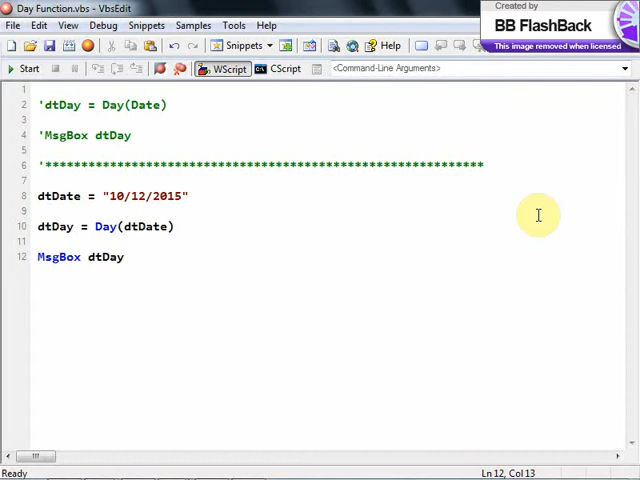 Day Function.vbs - VbsEdit
Created by
BB FlashBack
This image removed when licensed
File Edit View Debug Snippets Samples Tools Help
Snippets Help
Start WScript CScript <Command-Line Arguments>
1
2 'dtDay = Day(Date)
3
4 'MsgBox dtDay
5
6 '*************************************************************
7
8 dtDate = "10/12/2015"
9
10 dtDay = Day(dtDate)
11
12 MsgBox dtDay
Ready Ln 12, Col 13